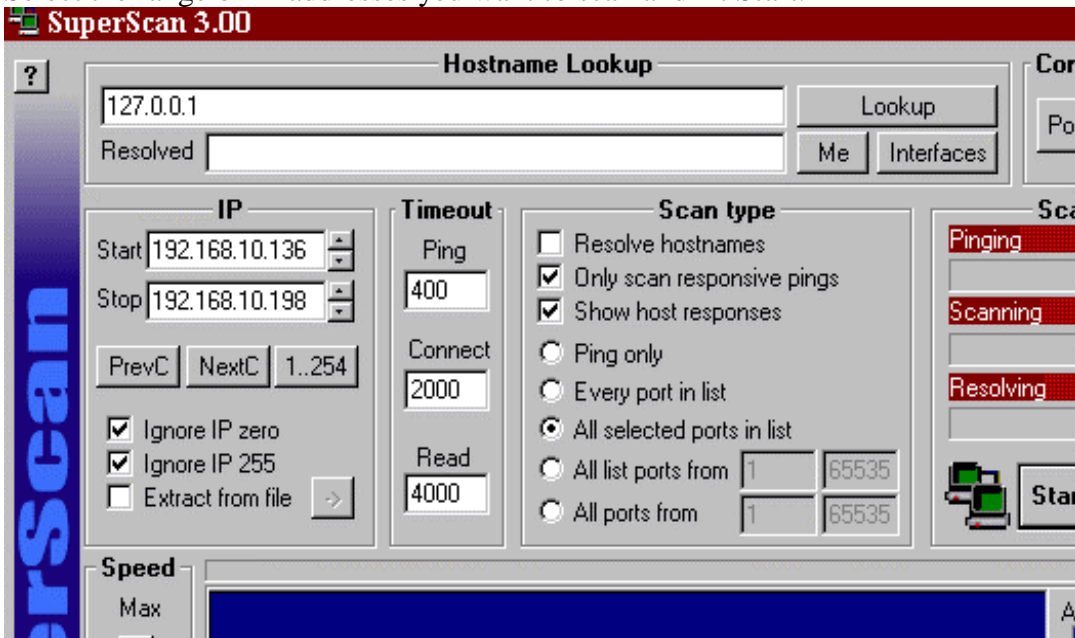 SuperScan 3.00
?
Hostname Lookup
127.0.0.1
Lookup
Resolved
Me
Interfaces
IP
Start 192.168.10.136
Stop 192.168.10.198
PrevC
NextC
1..254
Ignore IP zero
Ignore IP 255
Extract from file
->
Timeout
Ping
400
Connect
2000
Read
4000
Scan type
Resolve hostnames
Only scan responsive pings
Show host responses
Ping only
Every port in list
All selected ports in list
All list ports from 1 65535
All ports from 1 65535
Pinging
Scanning
Resolving
Speed
Max